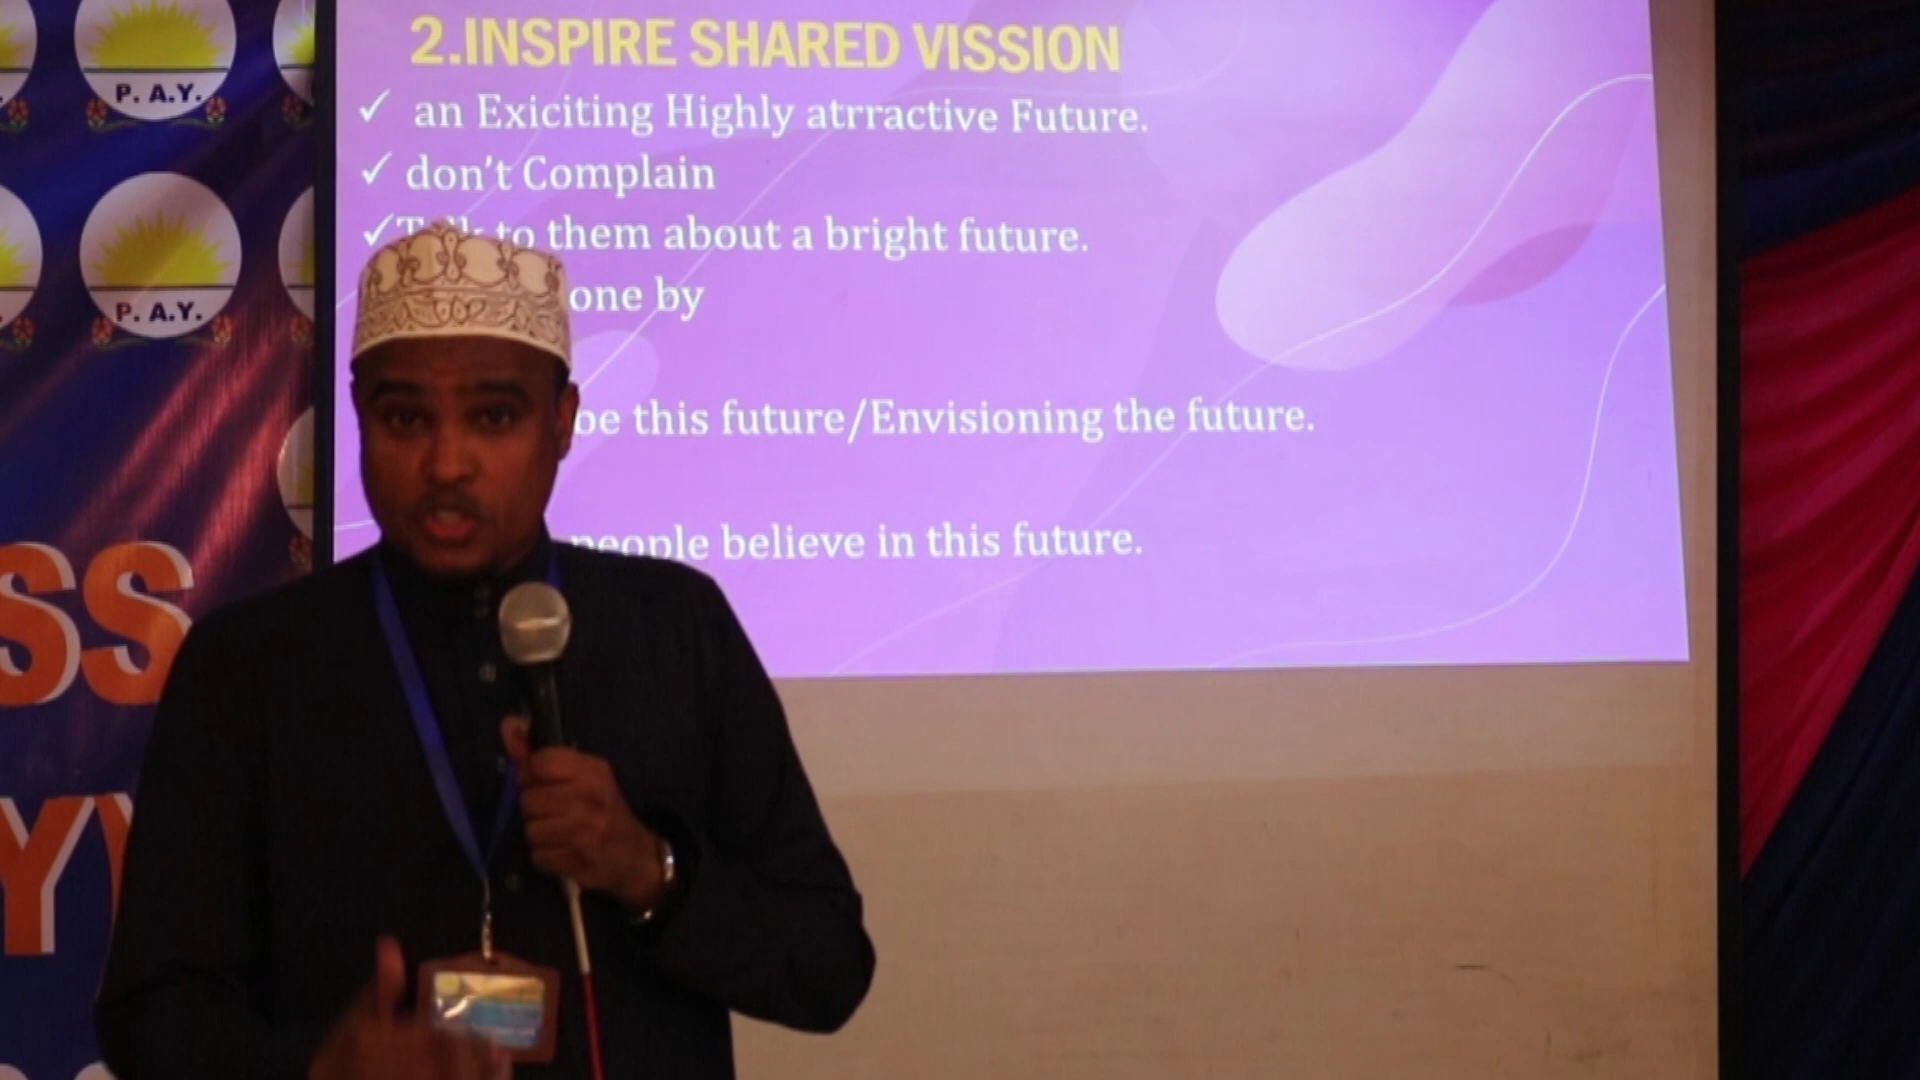 2.INSPIRE SHARED VISSION
✓ an Exiciting Highly atrractive Future.
✓ don't Complain
✓ Talk to them about a bright future.
one by
be this future/Envisioning the future.
people believe in this future.
P. A.Y.
P. A.Y.
SS
Y